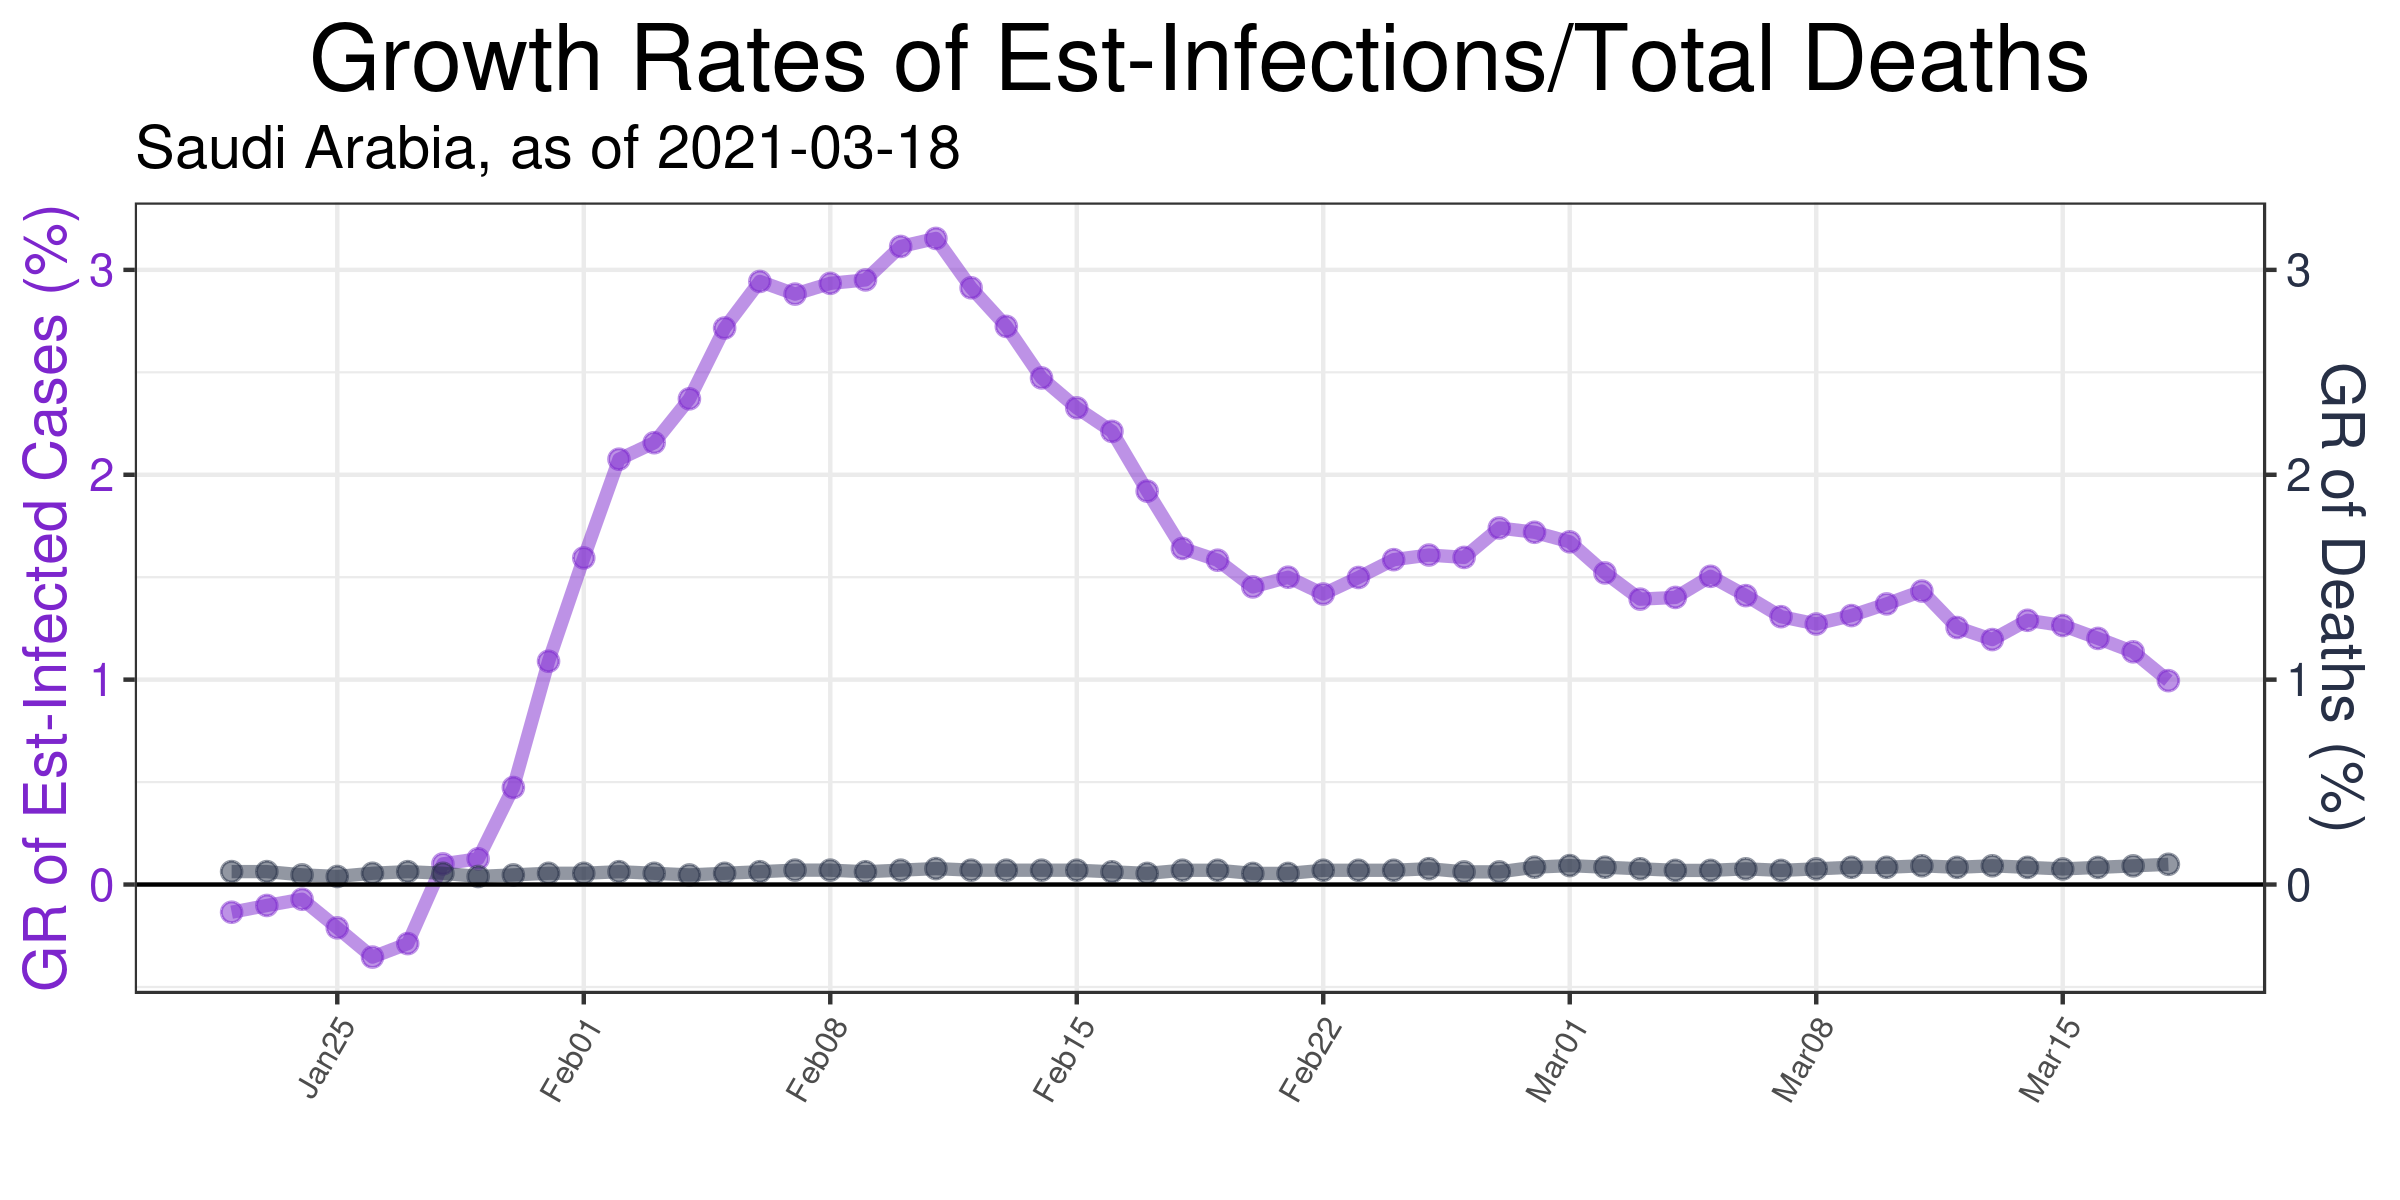 Growth Rates of Est-Infections/Total Deaths
Saudi Arabia, as of 2021-03-18
GR of Est-Infected Cases (%)
3
2
1
0
3
2
1
0
GR of Deaths (%)
Jan25
Feb01
Feb08
Feb15
Feb22
Mar01
Mar08
Mar15